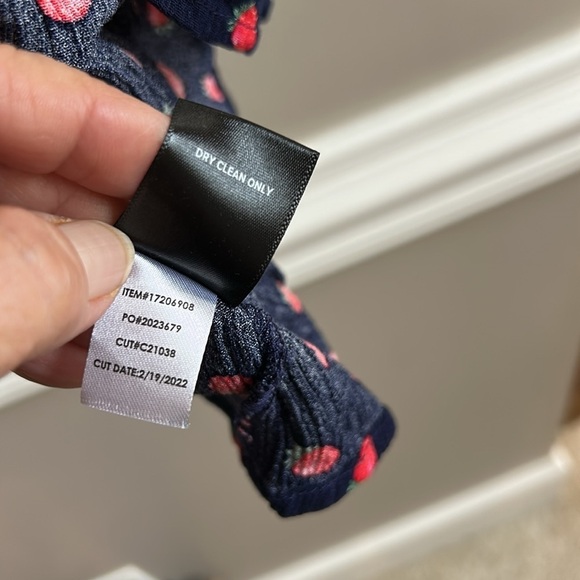 DRY CLEAN ONLY
ITEM#17206908
PO#2023679
CUT#C21038
CUT DATE:2/19/2022